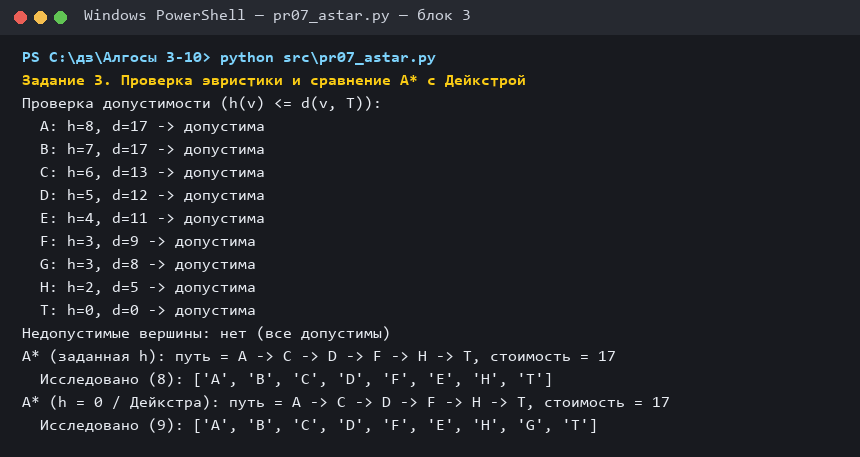 Windows PowerShell — pr07_astar.py — блок 3
PS C:\дз\Алгосы 3-10> python src\pr07_astar.py
Задание 3. Проверка эвристики и сравнение A* с Дейкстрой
Проверка допустимости (h(v) <= d(v, T)):
A: h=8, d=17 -> допустима
B: h=7, d=17 -> допустима
C: h=6, d=13 -> допустима
D: h=5, d=12 -> допустима
E: h=4, d=11 -> допустима
F: h=3, d=9 -> допустима
G: h=3, d=8 -> допустима
H: h=2, d=5 -> допустима
T: h=0, d=0 -> допустима
Недопустимые вершины: нет (все допустимы)
A* (заданная h): путь = A -> C -> D -> F -> H -> T, стоимость = 17
Исследовано (8): ['A', 'B', 'C', 'D', 'F', 'E', 'H', 'T']
A* (h = 0 / Дейкстра): путь = A -> C -> D -> F -> H -> T, стоимость = 17
Исследовано (9): ['A', 'B', 'C', 'D', 'F', 'E', 'H', 'G', 'T']